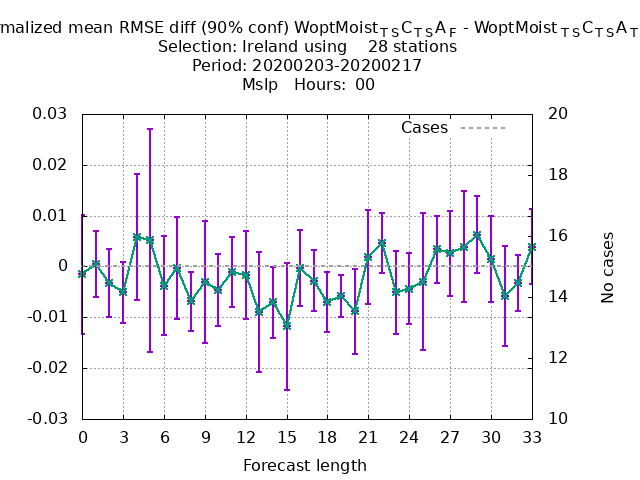 rmalized mean RMSE diff (90% conf) WoptMoistTSCTSAF - WoptMoistTSCTSAT
Selection: Ireland using 28 stations
Period: 20200203-20200217
Mslp Hours: 00
Cases
0.03
0.02
0.01
0
-0.01
-0.02
-0.03
20
18
16
14
12
10
No cases
0 3 6 9 12 15 18 21 24 27 30 33
Forecast length